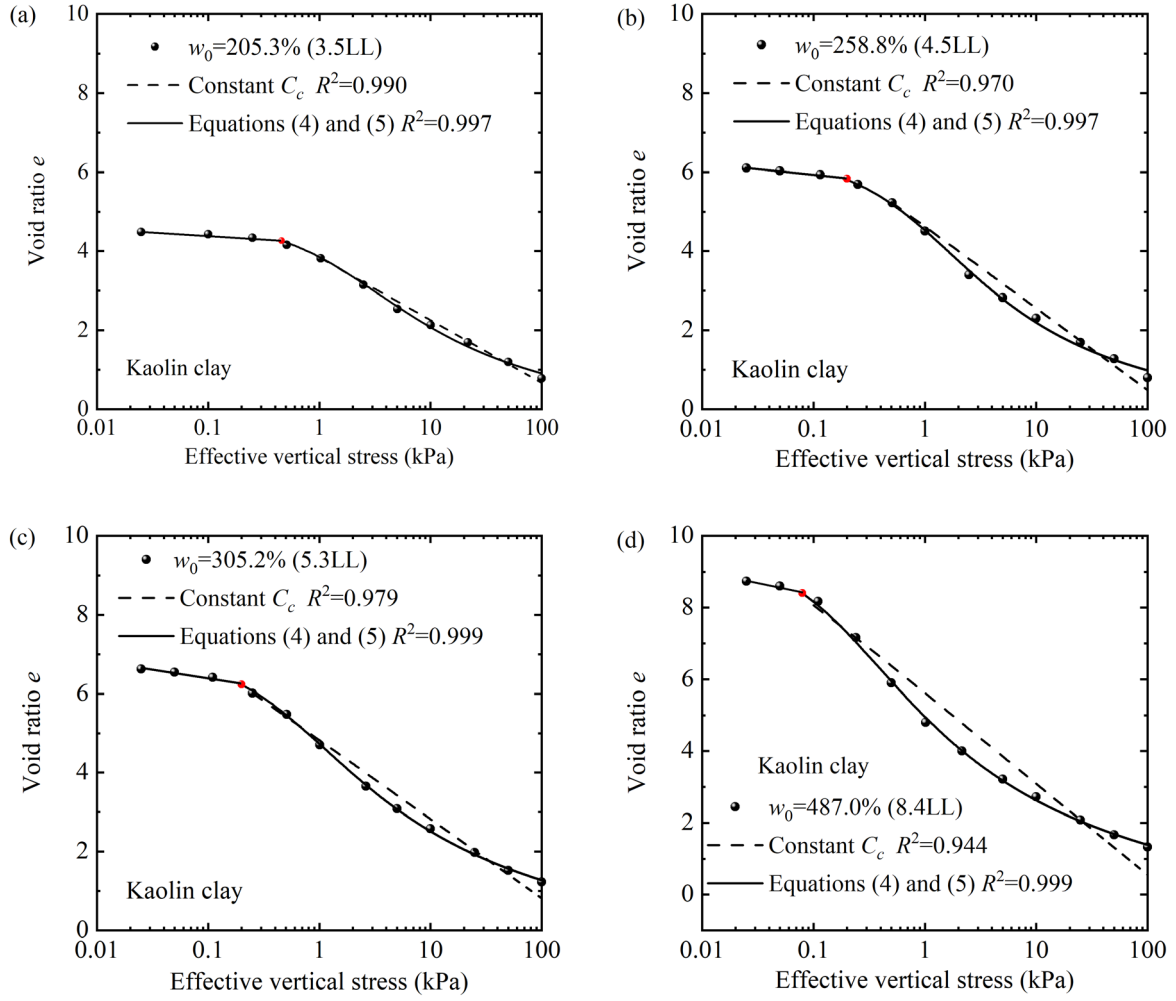 (a)
10
8
6
4
2
0
w₀=205.3% (3.5LL)
Constant C_c R²=0.990
Equations (4) and (5) R²=0.997
Kaolin clay
Void ratio e
0.01 0.1 1 10 100
Effective vertical stress (kPa)
(b)
10
8
6
4
2
0
w₀=258.8% (4.5LL)
Constant C_c R²=0.970
Equations (4) and (5) R²=0.997
Kaolin clay
Void ratio e
0.01 0.1 1 10 100
Effective vertical stress (kPa)
(c)
10
8
6
4
2
0
w₀=305.2% (5.3LL)
Constant C_c R²=0.979
Equations (4) and (5) R²=0.999
Kaolin clay
Void ratio e
0.01 0.1 1 10 100
Effective vertical stress (kPa)
(d)
10
8
6
4
2
0
Kaolin clay
w₀=487.0% (8.4LL)
Constant C_c R²=0.944
Equations (4) and (5) R²=0.999
Void ratio e
0.01 0.1 1 10 100
Effective vertical stress (kPa)